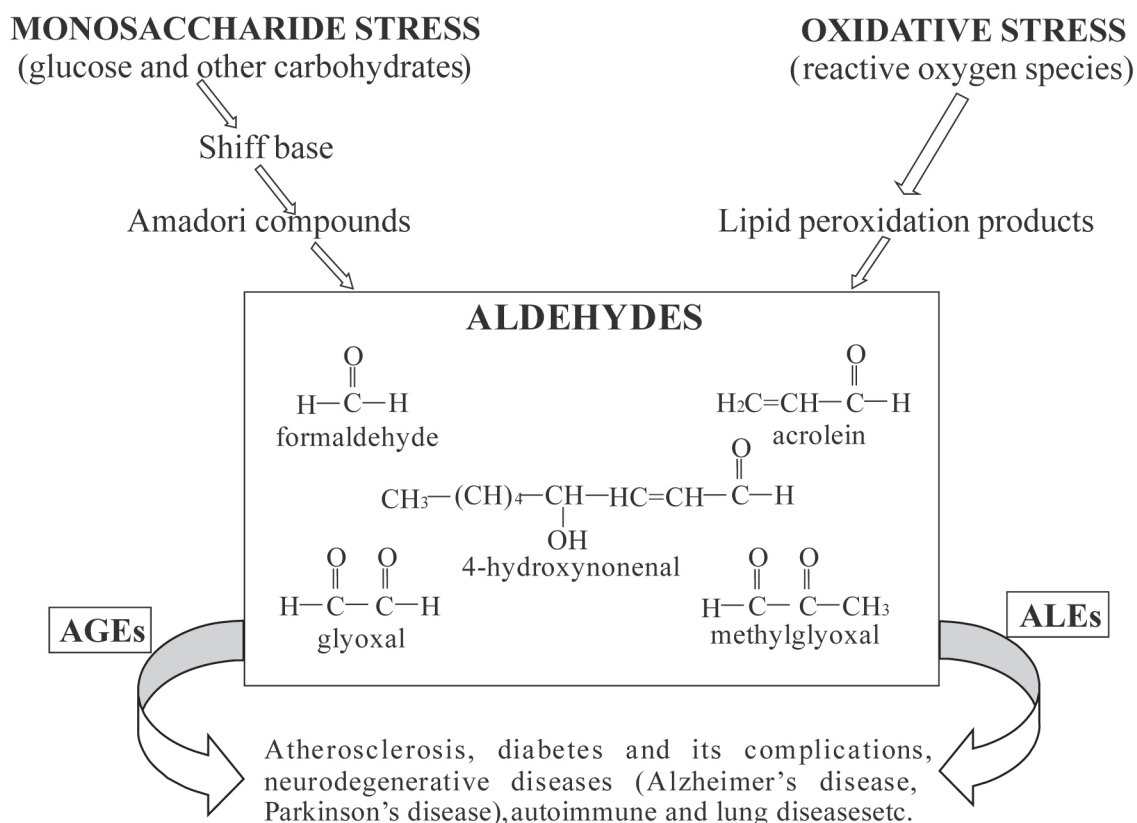 MONOSACCHARIDE STRESS
(glucose and other carbohydrates)
Shiff base
Amadori compounds
OXIDATIVE STRESS
(reactive oxygen species)
Lipid peroxidation products
ALDEHYDES
O
H—C—H
formaldehyde
O
H₂C=CH—C—H
acrolein
O
CH₃—(CH)₄—CH—HC=CH—C—H
OH
4-hydroxynonenal
O O
H—C—C—H
glyoxal
O O
H—C—C—CH₃
methylglyoxal
AGEs
ALEs
Atherosclerosis, diabetes and its complications,
neurodegenerative diseases (Alzheimer's disease,
Parkinson's disease),autoimmune and lung diseasesetc.